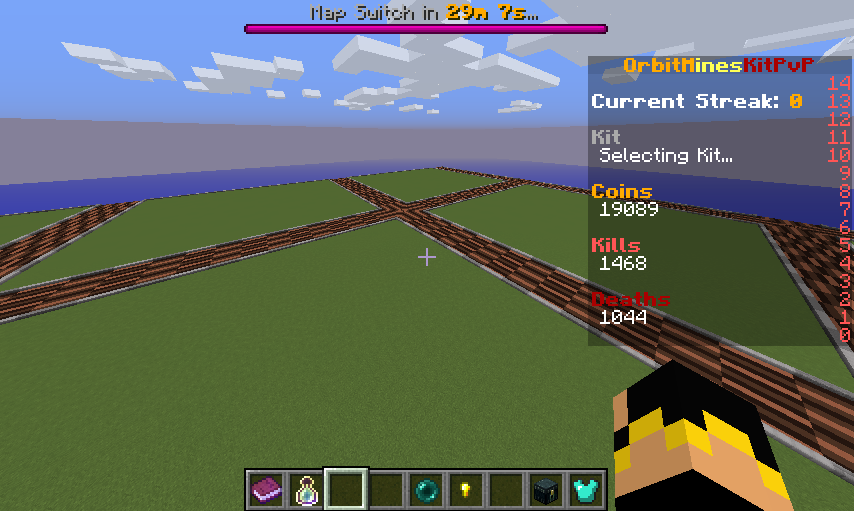 Map Switch in 29m 7s...
OrbitMinesKitPvP
14
Current Streak: 0 13
12
Kit 11
Selecting Kit... 10
9
Coins 8
19089 7
6
Kills 5
1468 4
3
Deaths 2
1044 1
0